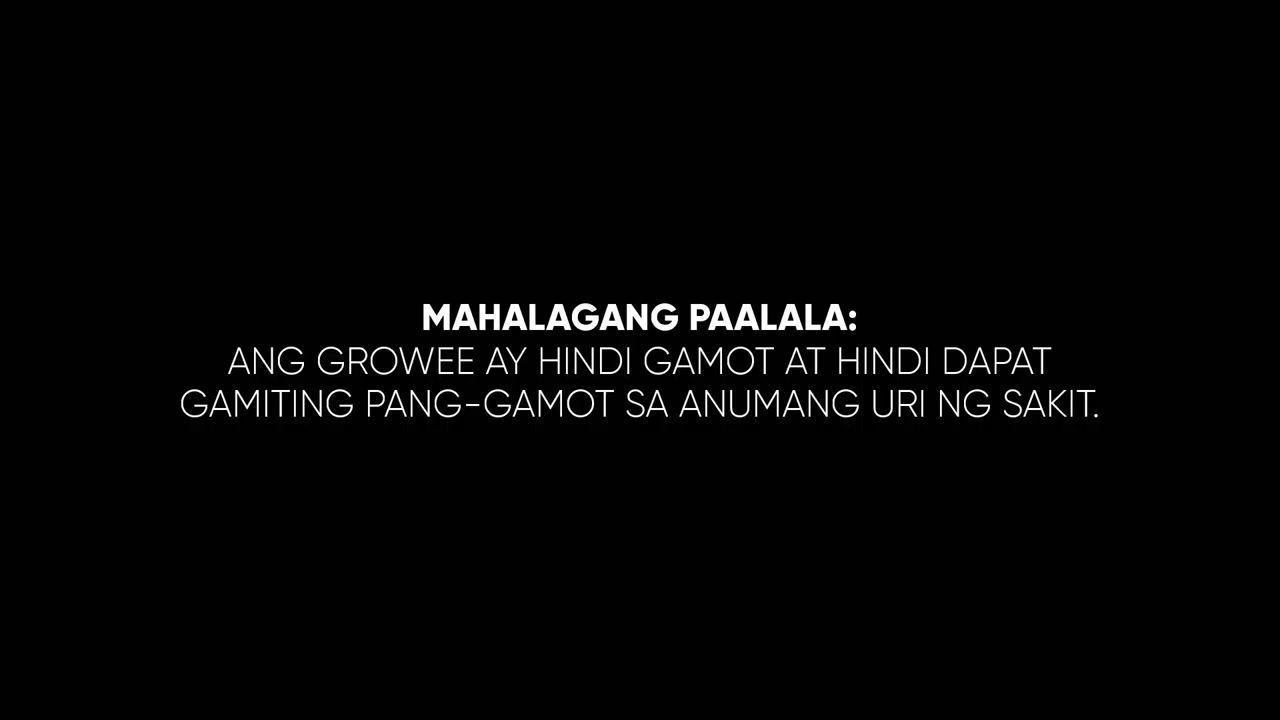 MAHALAGANG PAALALA:
ANG GROWEE AY HINDI GAMOT AT HINDI DAPAT
GAMITING PANG-GAMOT SA ANUMANG URI NG SAKIT.